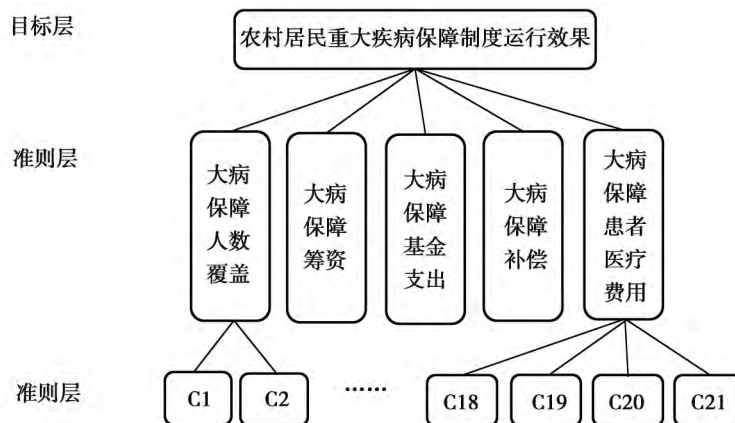 目标层
农村居民重大疾病保障制度运行效果
准则层
大病
保障
人数
覆盖
大病
保障
筹资
大病
保障
基金
支出
大病
保障
补偿
大病
保障
患者
医疗
费用
准则层
C1
C2
……
C18
C19
C20
C21